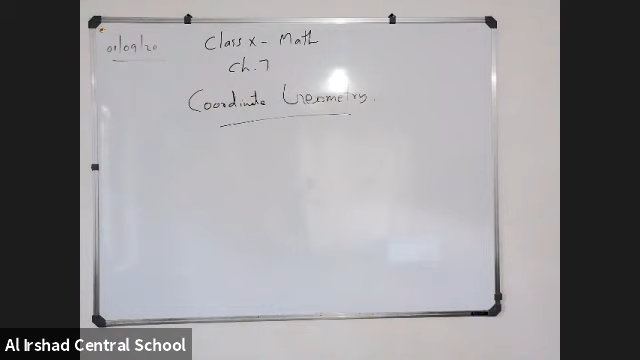 01/09/20
Class X - Math
Ch. 7
Coordinate Geometry.
Al Irshad Central School